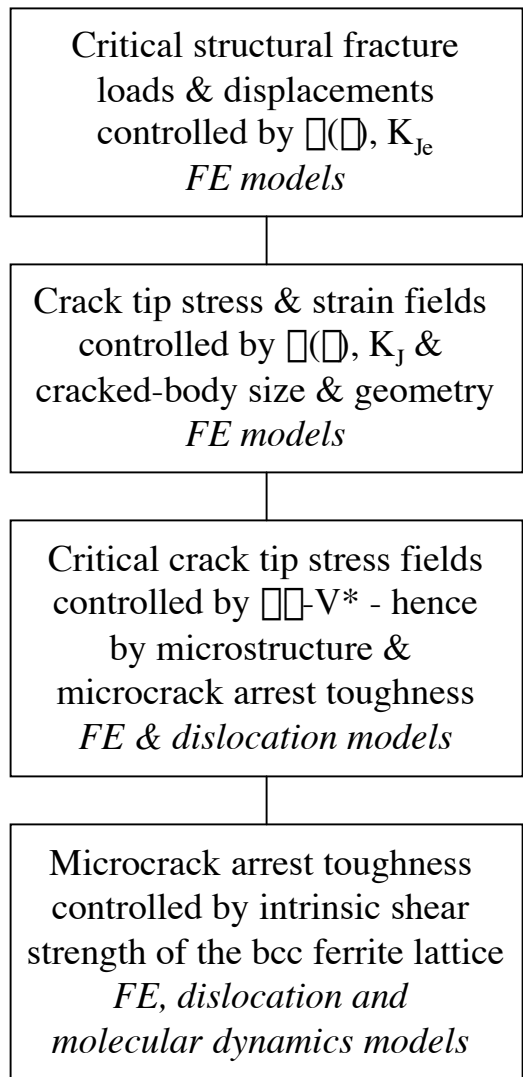 Critical structural fracture
loads & displacements
controlled by □(□), K_Je
FE models
Crack tip stress & strain fields
controlled by □(□), K_J &
cracked-body size & geometry
FE models
Critical crack tip stress fields
controlled by □□-V* - hence
by microstructure &
microcrack arrest toughness
FE & dislocation models
Microcrack arrest toughness
controlled by intrinsic shear
strength of the bcc ferrite lattice
FE, dislocation and
molecular dynamics models